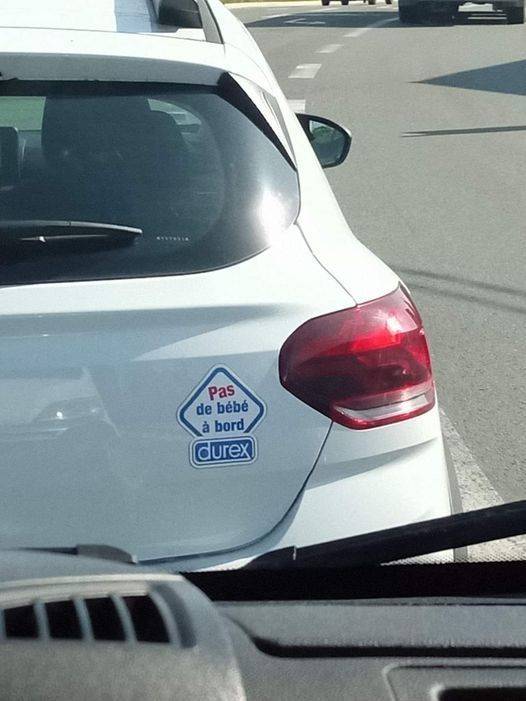 Pas
de bébé
à bord
durex